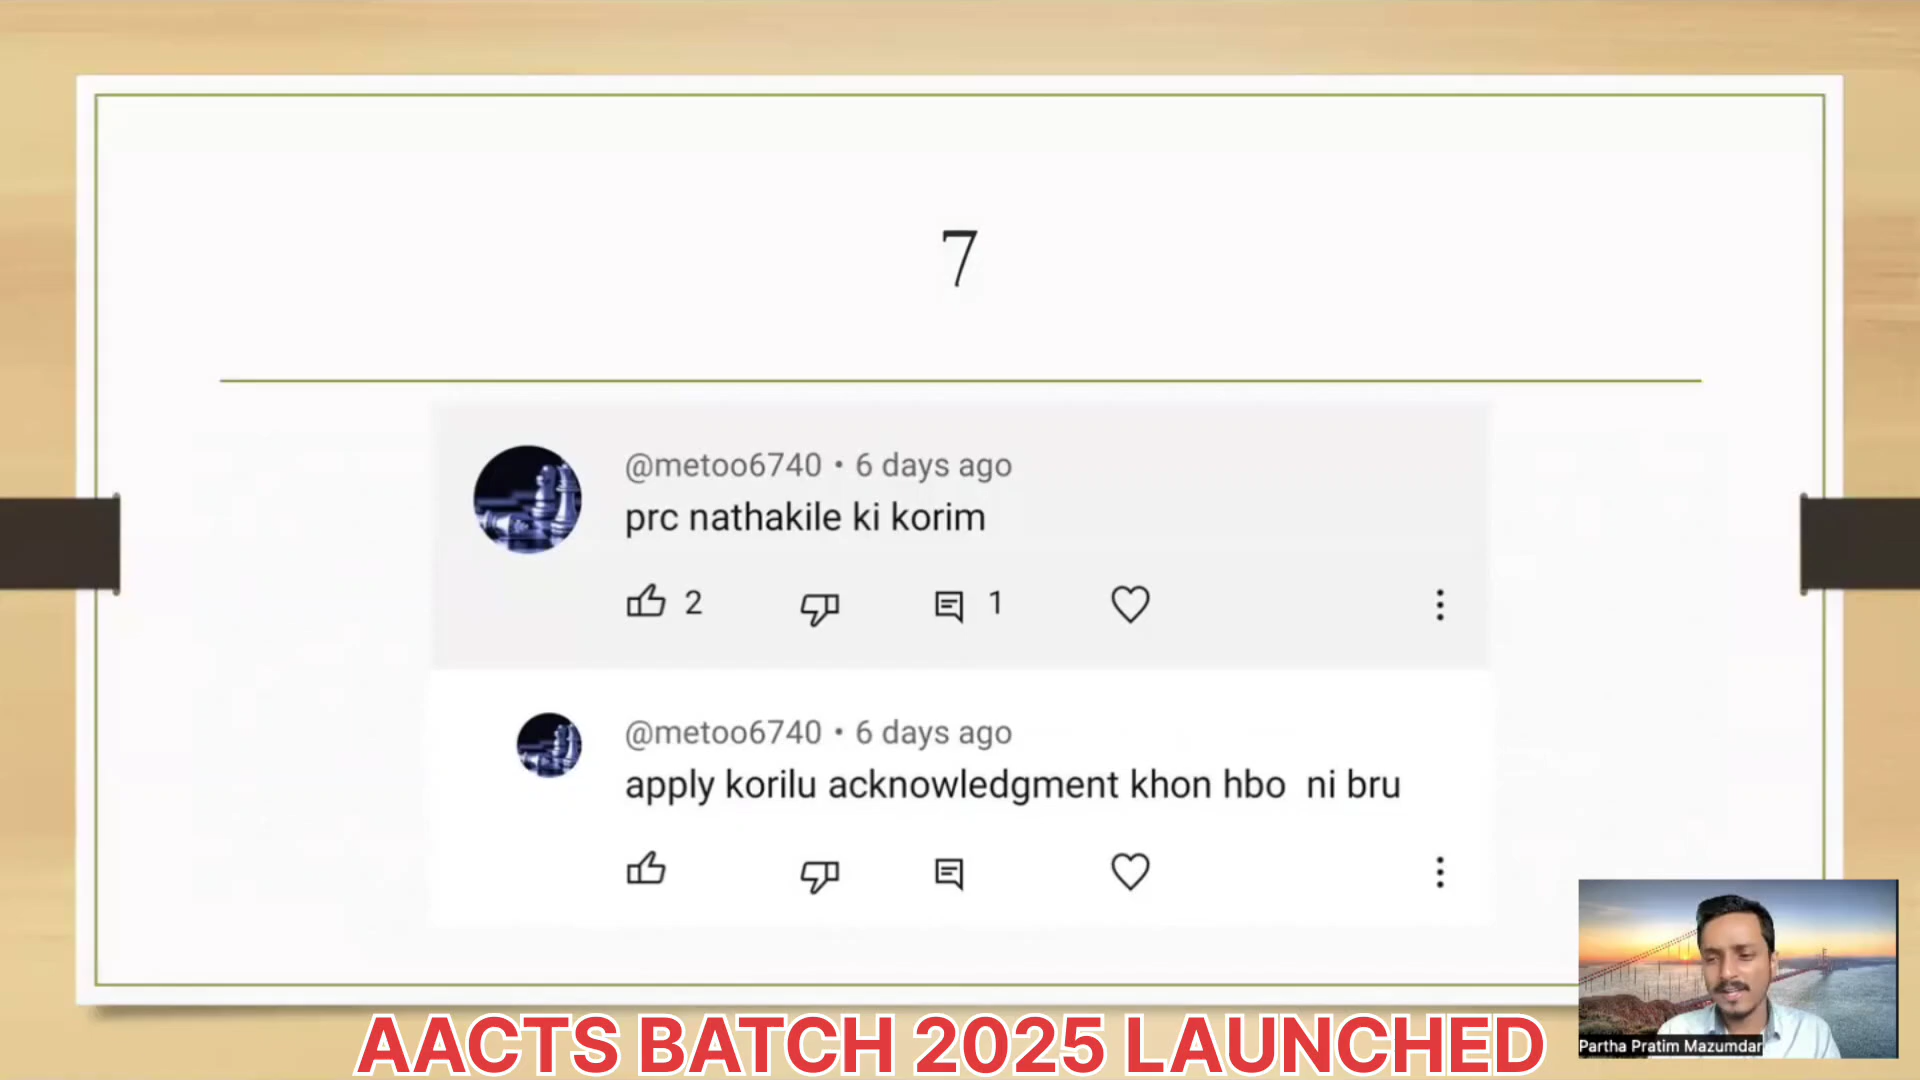 7
@metoo6740 • 6 days ago
prc nathakile ki korim
2
1
@metoo6740 • 6 days ago
apply korilu acknowledgment khon hbo  ni bru
Partha Pratim Mazumdar
AACTS BATCH 2025 LAUNCHED